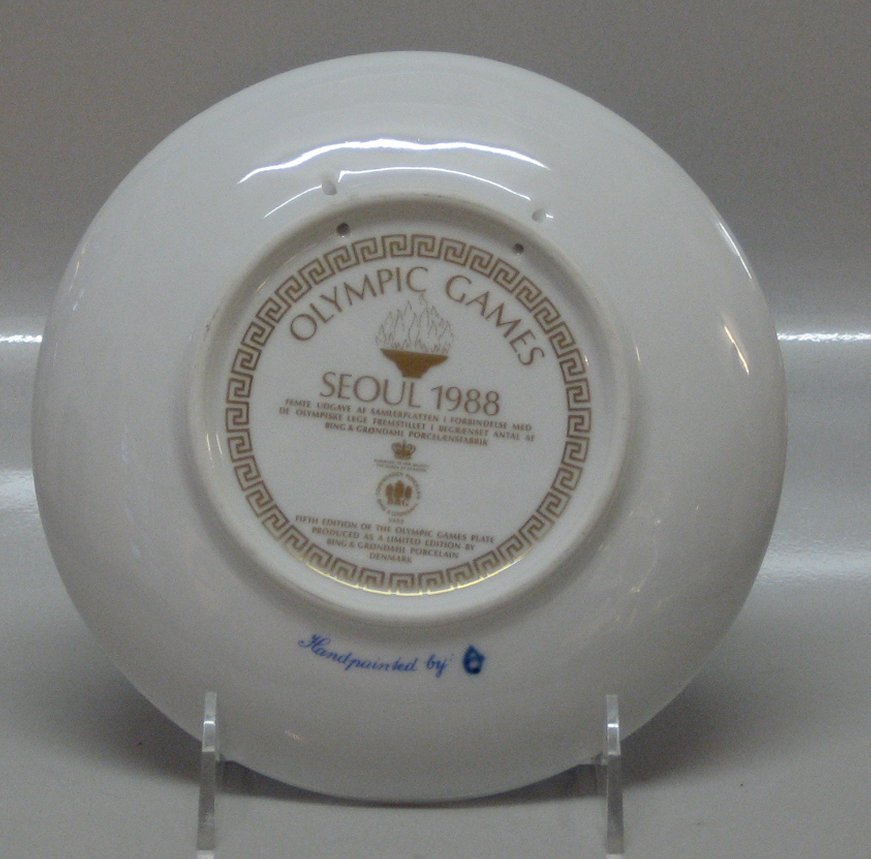 OLYMPIC GAMES
SEOUL 1988
FEMTE UDGAVE AF SAMLERPLATTEN I FORBINDELSE MED
DE OLYMPISKE LEGE FREMSTILLET I BEGRÆNSET ANTAL AF
BING & GRØNDAHL PORCELÆNSFABRIK
B&G
FIFTH EDITION OF THE OLYMPIC GAMES PLATE
PRODUCED AS A LIMITED EDITION BY
BING & GRØNDAHL PORCELAIN
DENMARK
Handpainted by